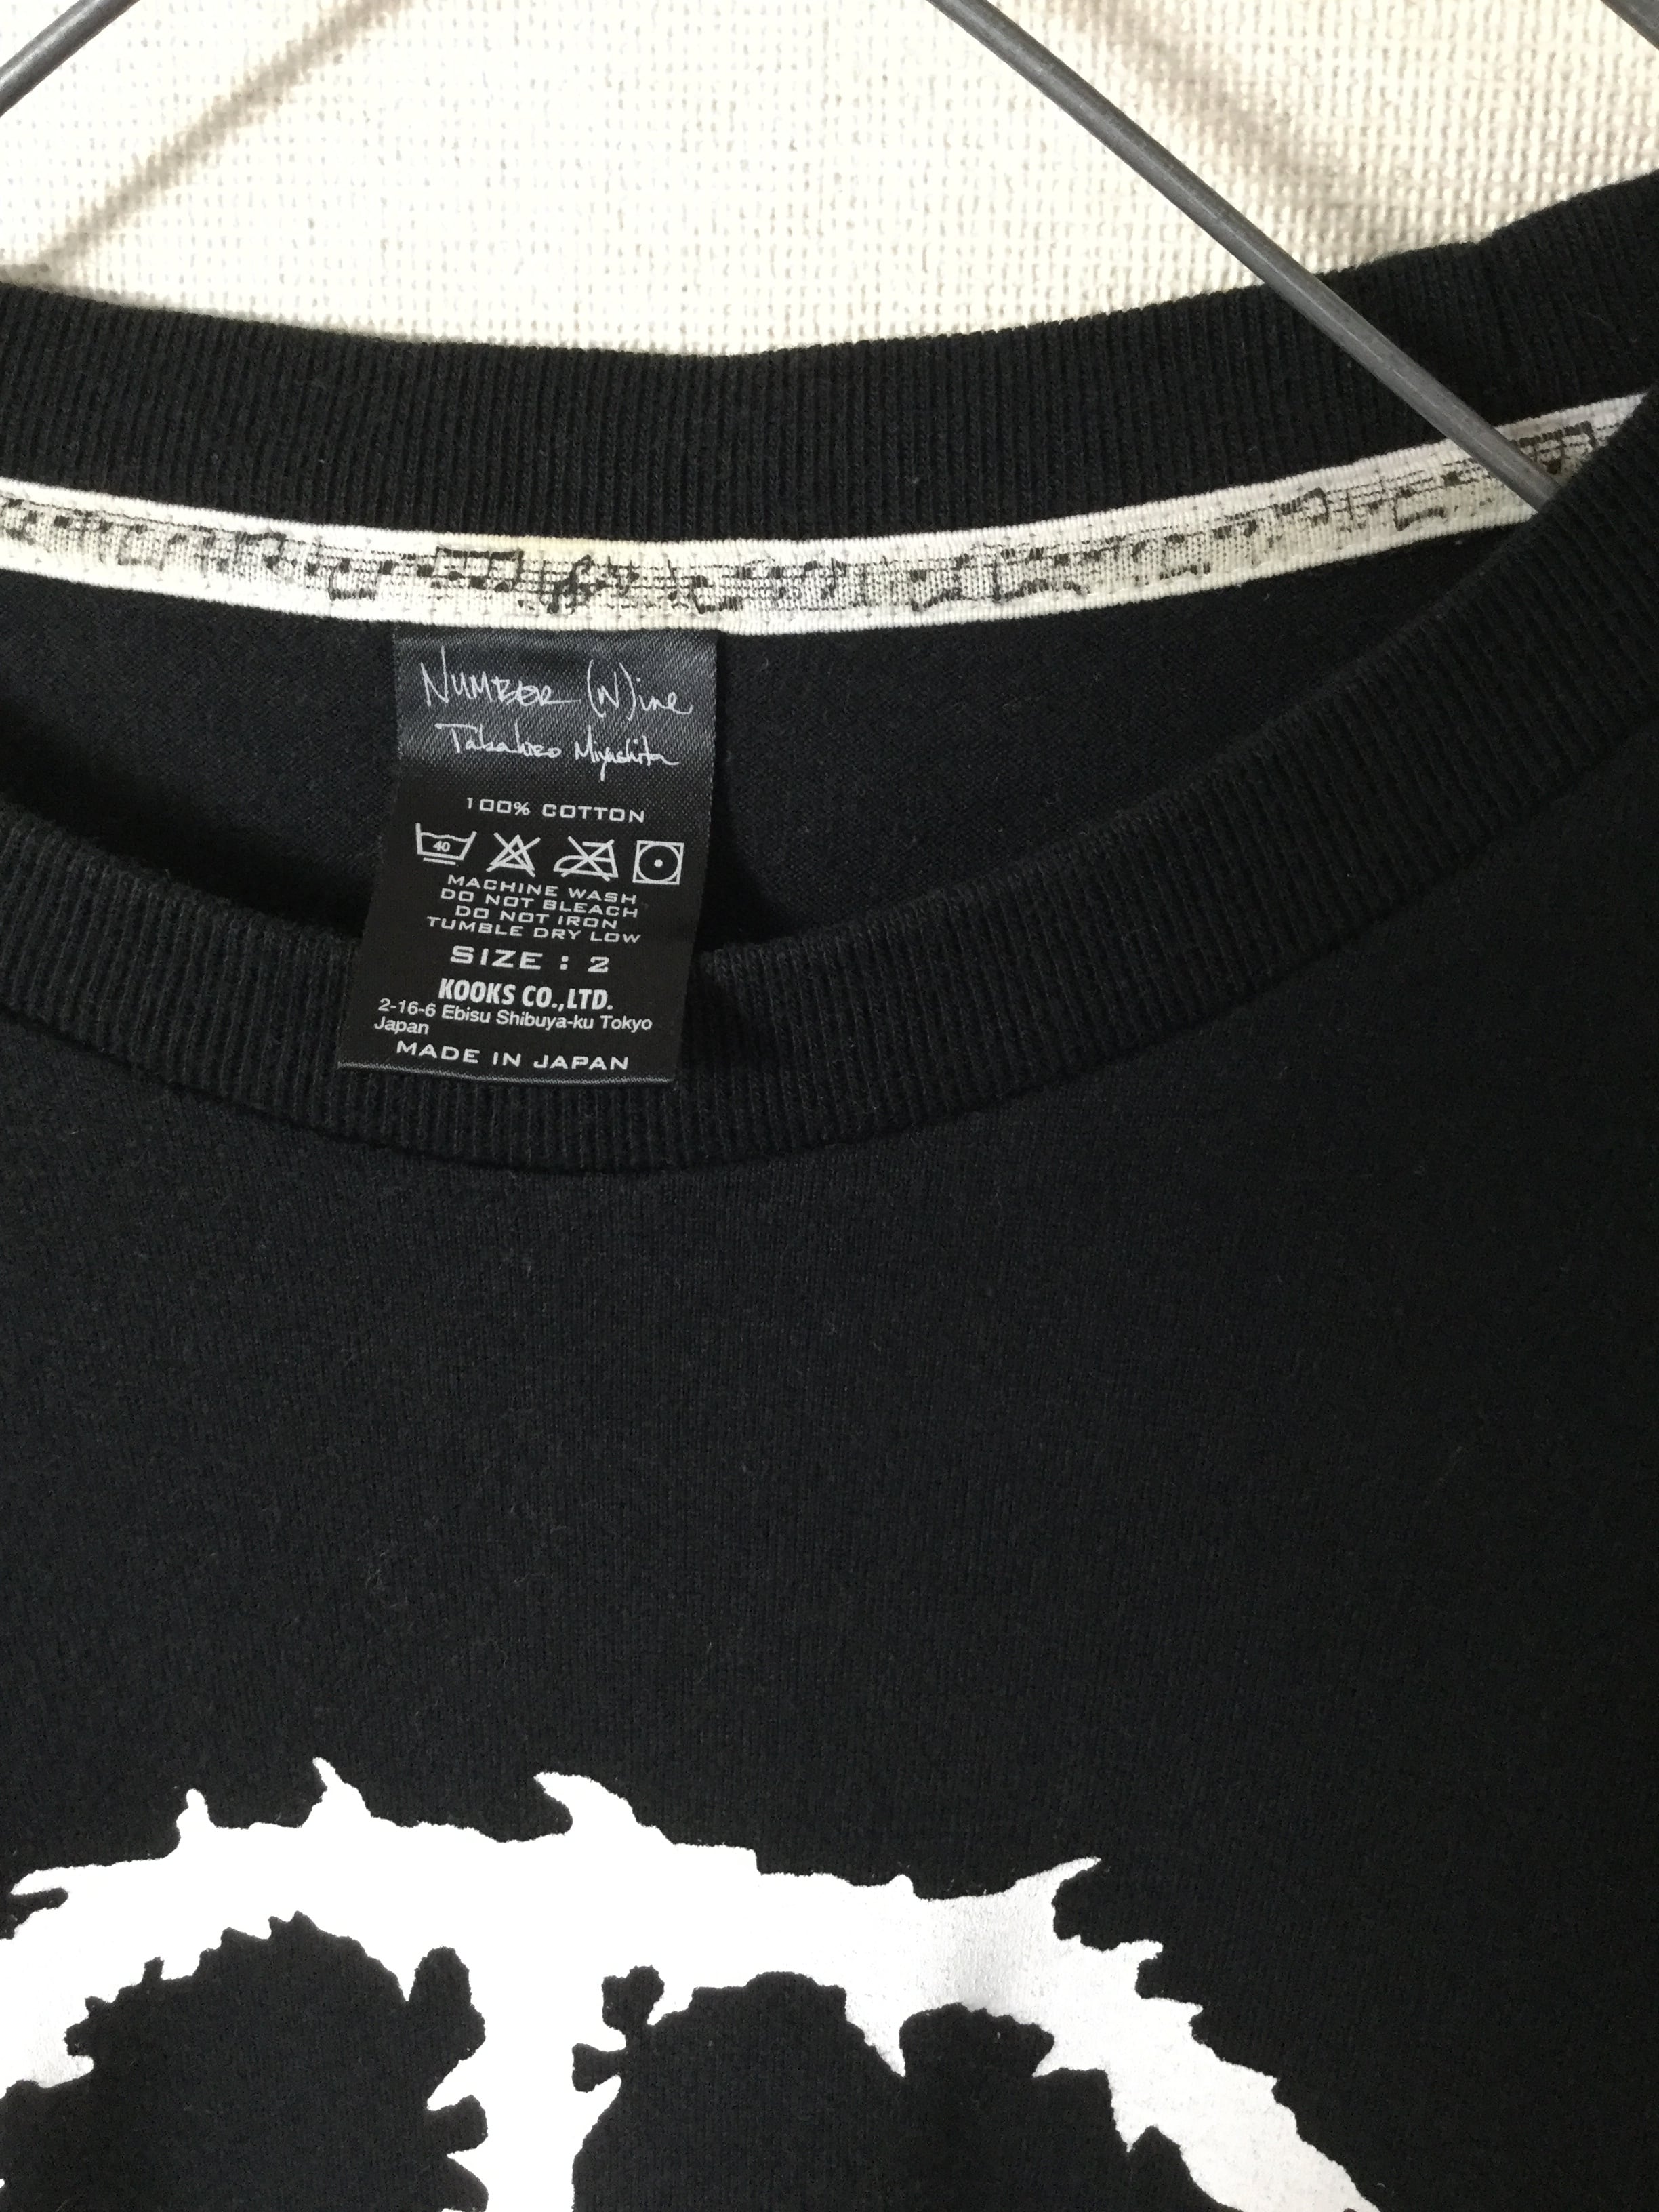 NUMBER (N)ine
Takahiro Miyashita
100% COTTON
40
MACHINE WASH
DO NOT BLEACH
DO NOT IRON
TUMBLE DRY LOW
SIZE : 2
KOOKS CO.,LTD.
2-16-6 Ebisu Shibuya-ku Tokyo
Japan
MADE IN JAPAN